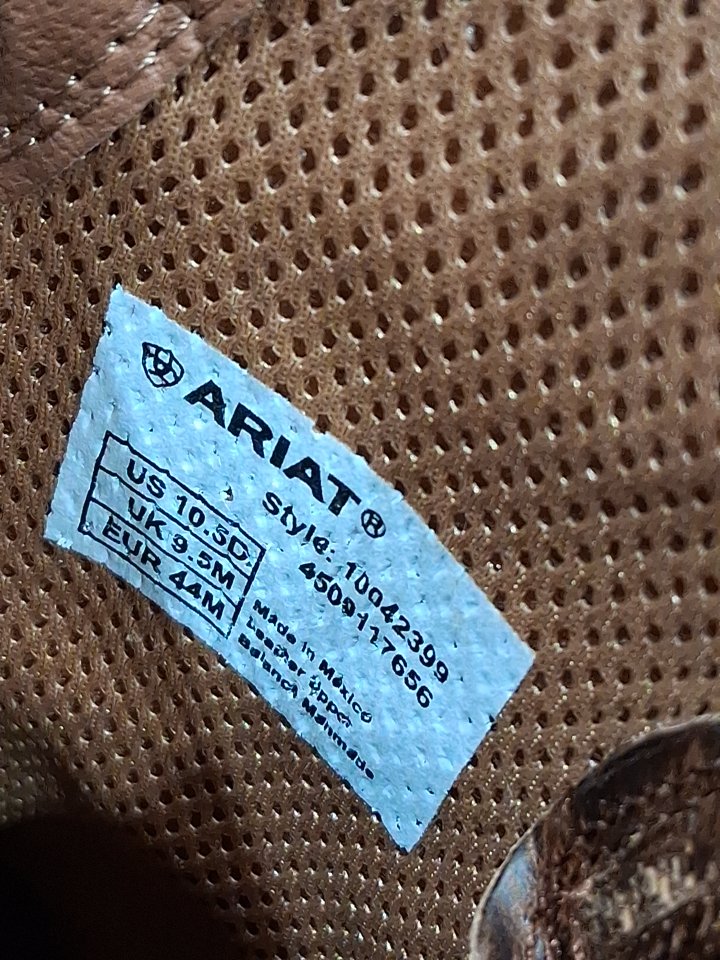 ARIAT®
Style: 10042399
4509117656
US 10.5D
UK 9.5M
EUR 44M
Made in México
Leather Upper
Balance Manmade